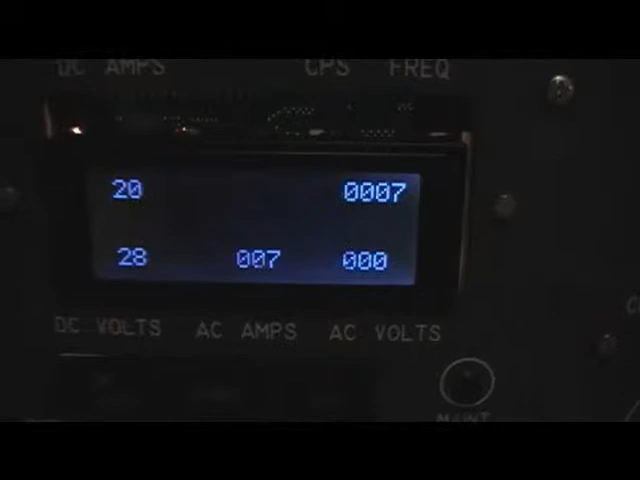 DC AMPS CPS FREQ
20 0007
28 007 000
DC VOLTS AC AMPS AC VOLTS
MAINT